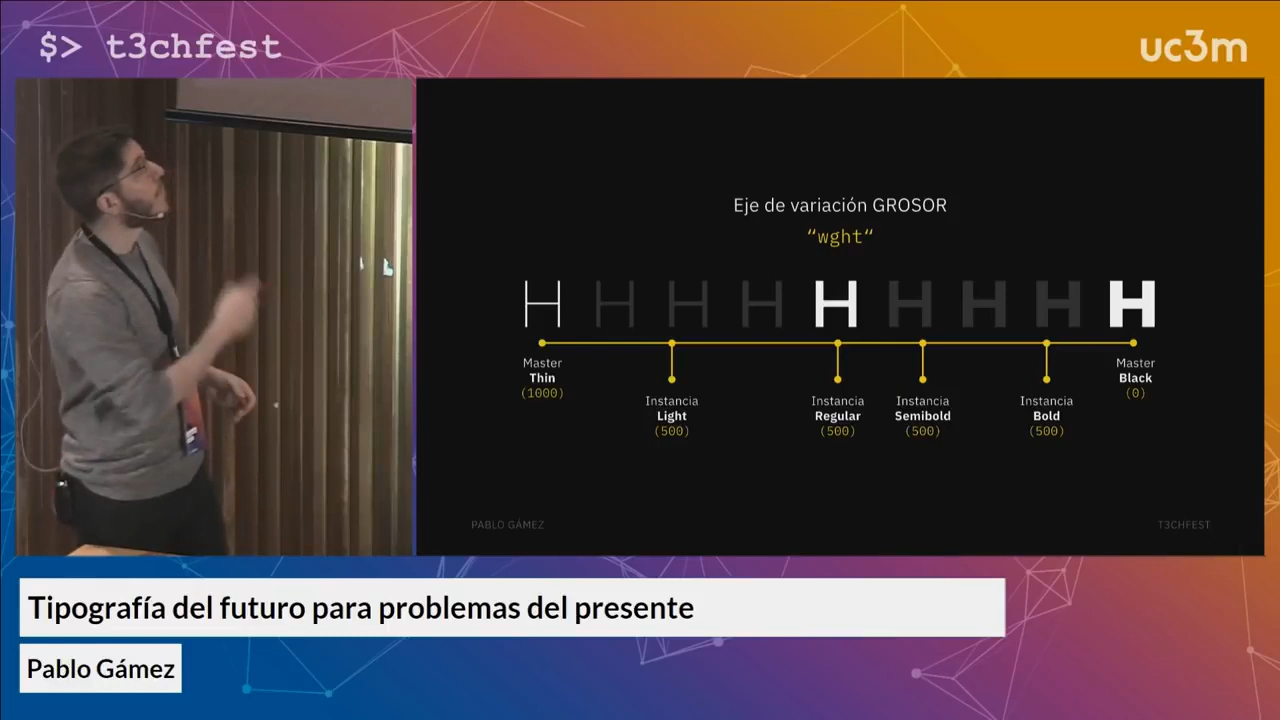 $> t3chfest
uc3m
Eje de variación GROSOR
“wght“
H H H H H H H H H
Master
Thin
(1000)
Instancia
Light
(500)
Instancia
Regular
(500)
Instancia
Semibold
(500)
Instancia
Bold
(500)
Master
Black
(0)
PABLO GÁMEZ
T3CHFEST
Tipografía del futuro para problemas del presente
Pablo Gámez